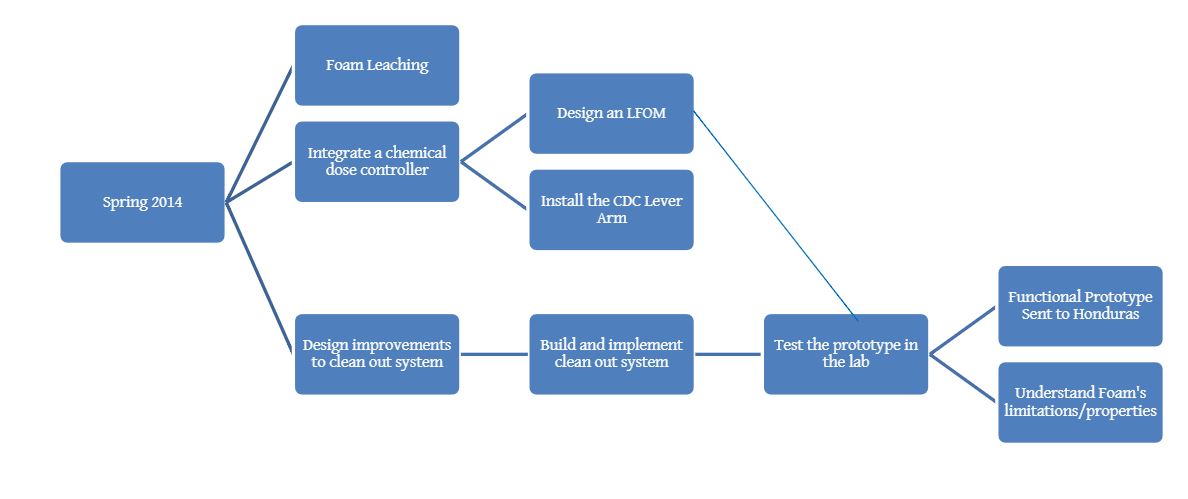 Foam Leaching
Integrate a chemical
dose controller
Design an LFOM
Install the CDC Lever
Arm
Spring 2014
Design improvements
to clean out system
Build and implement
clean out system
Test the prototype in
the lab
Functional Prototype
Sent to Honduras
Understand Foam's
limitations/properties